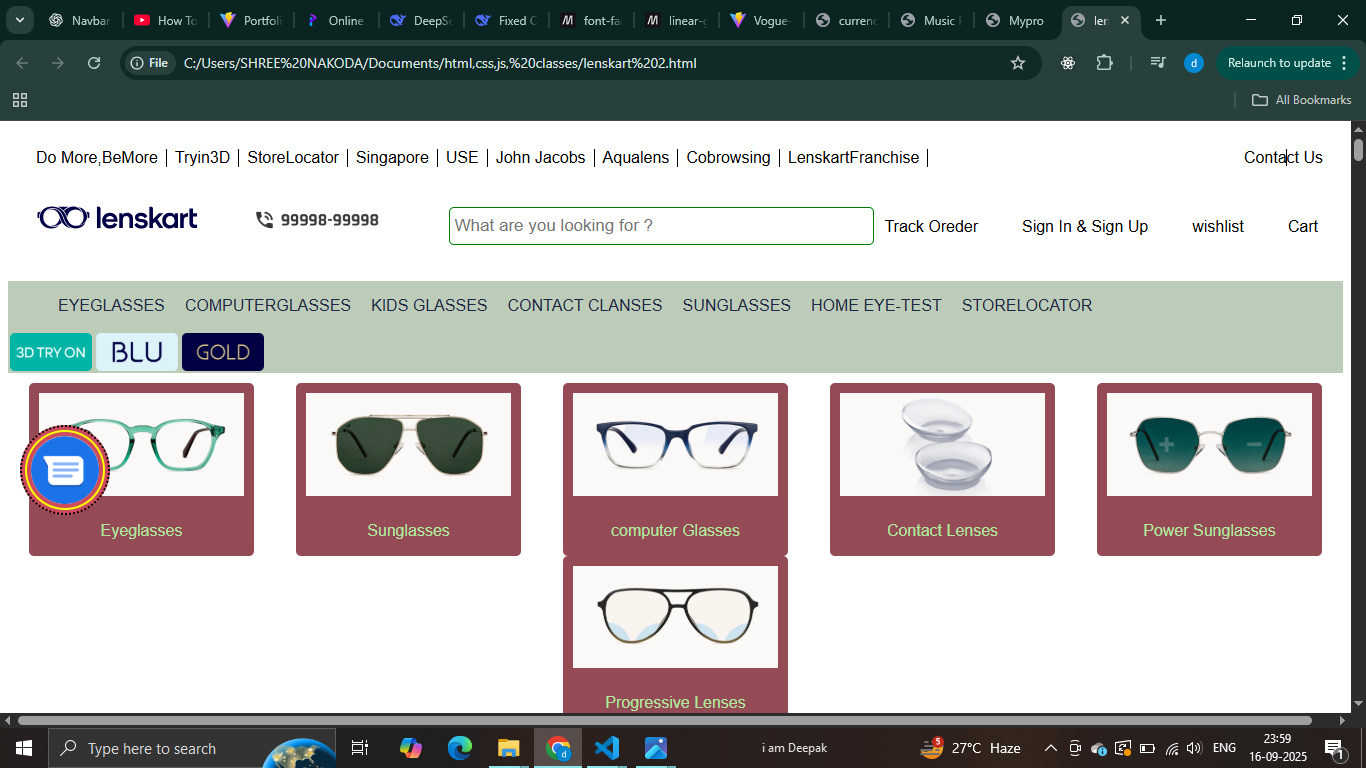 Navbar
How To
Portfoli
Online
DeepSe
Fixed C
font-fac
linear-g
Vogue-
currenc
Music P
Mypro
len
File
C:/Users/SHREE%20NAKODA/Documents/html,css,js,%20classes/lenskart%202.html
d
Relaunch to update
All Bookmarks
Do More,BeMore
Tryin3D
StoreLocator
Singapore
USE
John Jacobs
Aqualens
Cobrowsing
LenskartFranchise
Contact Us
lenskart
99998-99998
What are you looking for ?
Track Oreder
Sign In & Sign Up
wishlist
Cart
EYEGLASSES
COMPUTERGLASSES
KIDS GLASSES
CONTACT CLANSES
SUNGLASSES
HOME EYE-TEST
STORELOCATOR
3D TRY ON
BLU
GOLD
Eyeglasses
Sunglasses
computer Glasses
Contact Lenses
Power Sunglasses
Progressive Lenses
Type here to search
i am Deepak
5
27°C Haze
ENG
23:59
16-09-2025
1